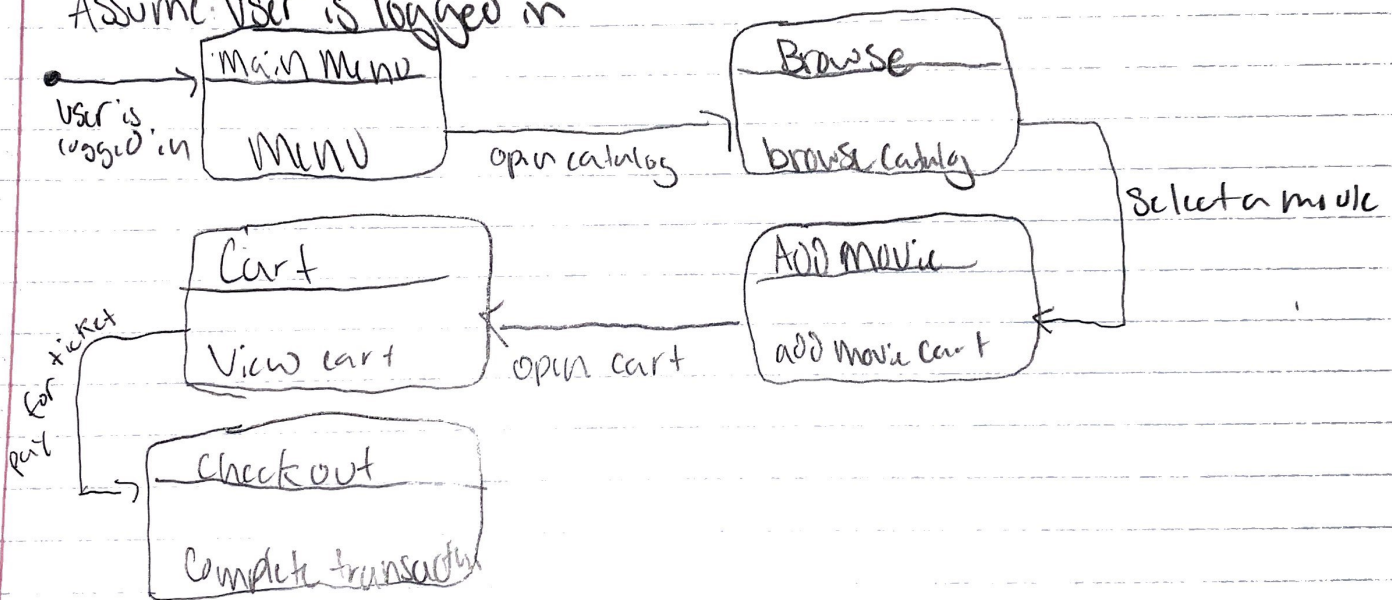 Assume: User is logged in
Main Menu
User is
logged in
Menu
open catalog
Browse
browse catalog
Select a movie
Add Movie
add movie cart
open cart
Cart
View cart
pay for ticket
Checkout
Complete transaction